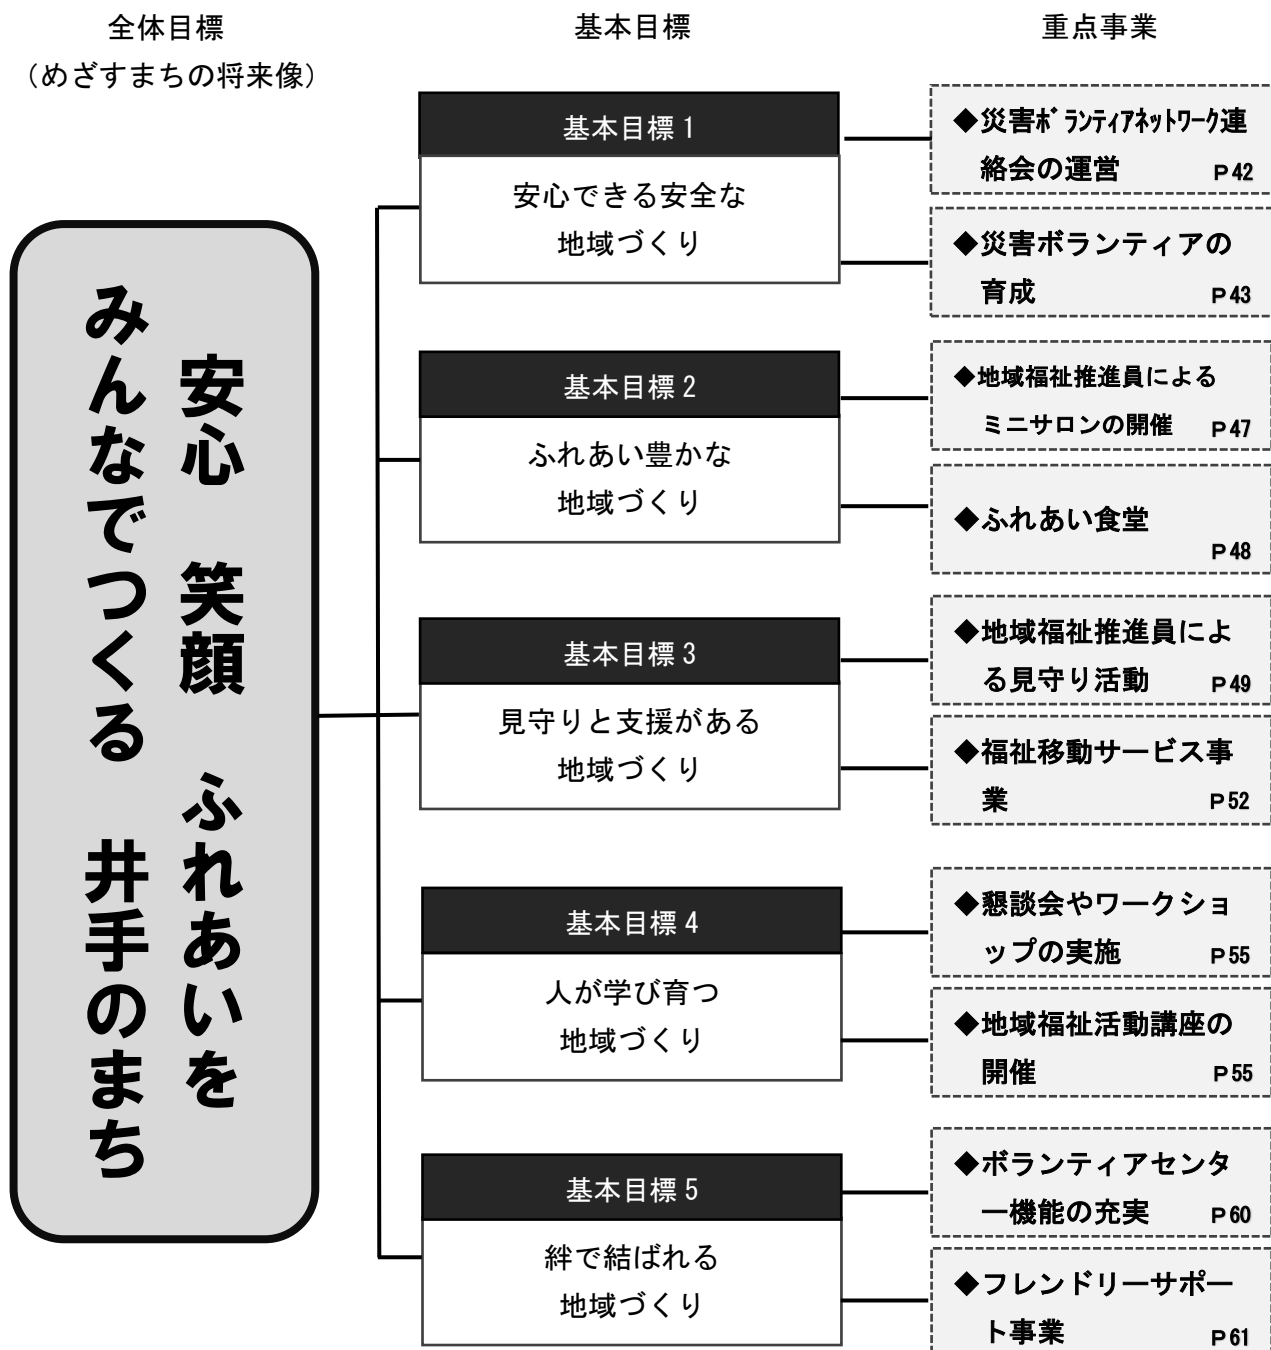 全体目標
（めざすまちの将来像）
基本目標
重点事業
安心　笑顔　ふれあいを
みんなでつくる　井手のまち
基本目標１
安心できる安全な
地域づくり
◆災害ﾎﾞﾗﾝﾃｨｱﾈｯﾄﾜｰｸ連
絡会の運営　Ｐ42
◆災害ボランティアの
育成　Ｐ43
基本目標２
ふれあい豊かな
地域づくり
◆地域福祉推進員による
ミニサロンの開催　Ｐ47
◆ふれあい食堂
Ｐ48
基本目標３
見守りと支援がある
地域づくり
◆地域福祉推進員によ
る見守り活動　Ｐ49
◆福祉移動サービス事
業　Ｐ52
基本目標４
人が学び育つ
地域づくり
◆懇談会やワークショ
ップの実施　Ｐ55
◆地域福祉活動講座の
開催　Ｐ55
基本目標５
絆で結ばれる
地域づくり
◆ボランティアセンタ
ー機能の充実　Ｐ60
◆フレンドリーサポー
ト事業　Ｐ61